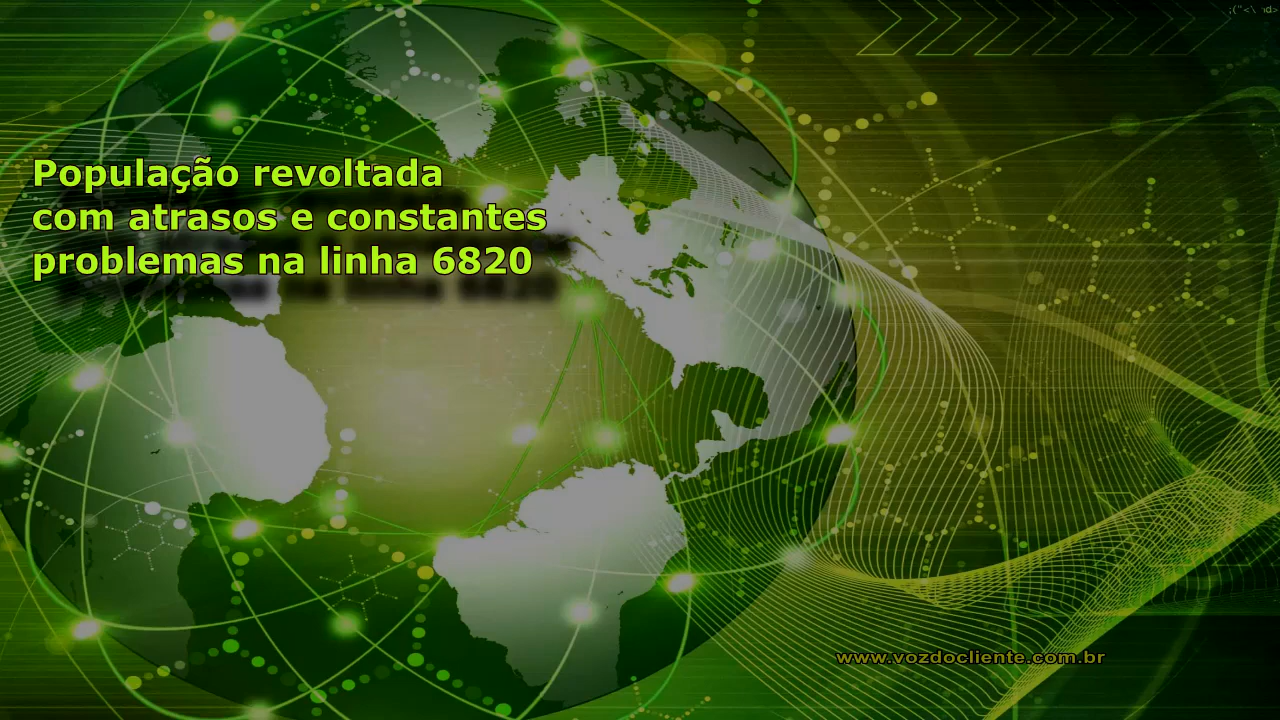 População revoltada
com atrasos e constantes
problemas na linha 6820
www.vozdocliente.com.br